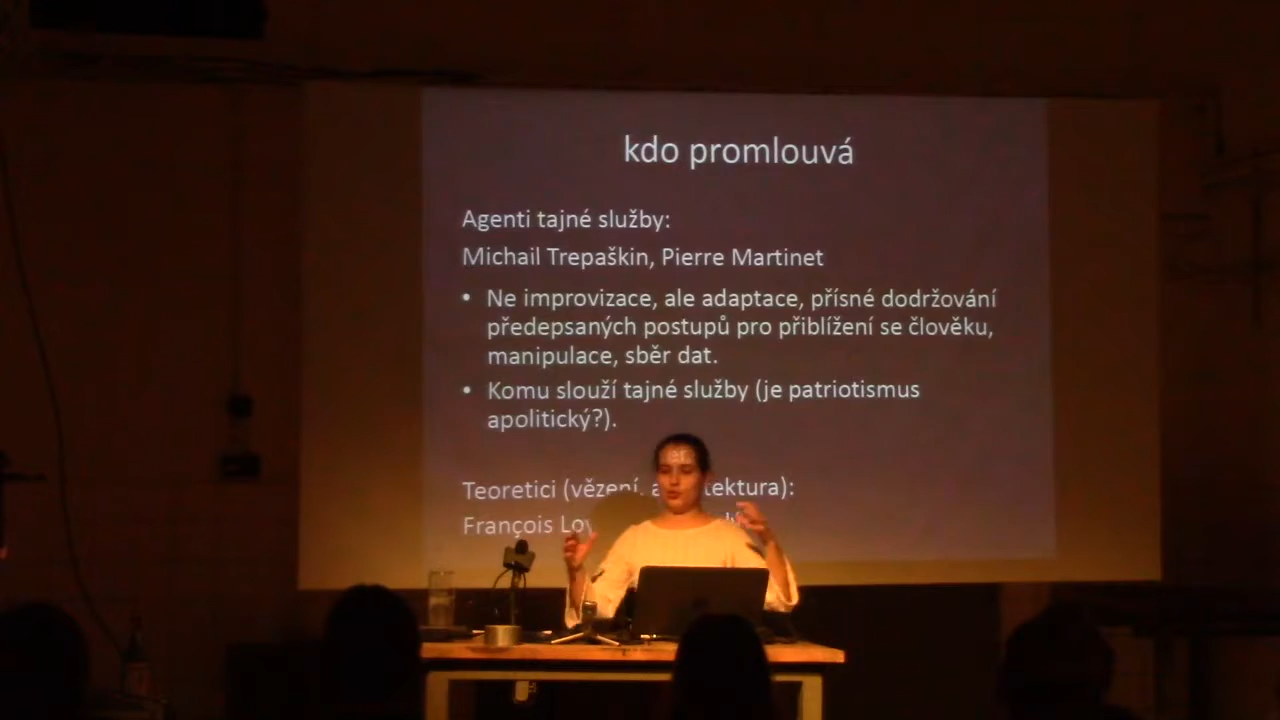 kdo promlouvá
Agenti tajné služby:
Michail Trepaškin, Pierre Martinet
• Ne improvizace, ale adaptace, přísné dodržování
předepsaných postupů pro přiblížení se člověku,
manipulace, sběr dat.
• Komu slouží tajné služby (je patriotismus
apolitický?).
Teoretici (vězení,
François